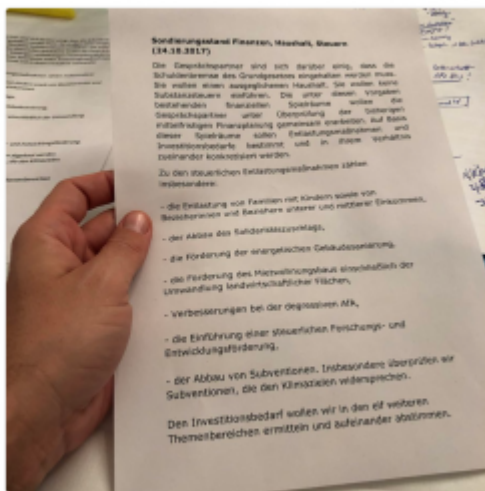 Sondierungsstand Finanzen, Haushalt, Steuern
(24.10.2017)
Die Gesprächspartner sind sich darüber einig, dass die
Schuldenbremse des Grundgesetzes eingehalten werden muss.
Sie wollen einen ausgeglichenen Haushalt. Sie wollen keine
Substanzsteuern einführen. Die unter diesen Vorgaben
bestehenden finanziellen Spielräume wollen die
Gesprächspartner unter Überprüfung der bisherigen
mittelfristigen Finanzplanung gemeinsam erarbeiten. Auf Basis
dieser Spielräume sollen Entlastungsmaßnahmen und
Investitionsbedarfe bestimmt und in ihrem Verhältnis
zueinander konkretisiert werden.
Zu den steuerlichen Entlastungsmaßnahmen zählen
insbesondere:
- die Entlastung von Familien mit Kindern sowie von
Bezieherinnen und Beziehern unterer und mittlerer Einkommen,
- der Abbau des Solidaritätszuschlags,
- die Förderung der energetischen Gebäudesanierung,
- die Förderung des Mietwohnungsbaus einschließlich der
Umwandlung landwirtschaftlicher Flächen,
- Verbesserungen bei der degressiven AfA,
- die Einführung einer steuerlichen Forschungs- und
Entwicklungsförderung,
- der Abbau von Subventionen. Insbesondere überprüfen wir
Subventionen, die den Klimazielen widersprechen.
Den Investitionsbedarf wollen wir in den elf weiteren
Themenbereichen ermitteln und aufeinander abstimmen.